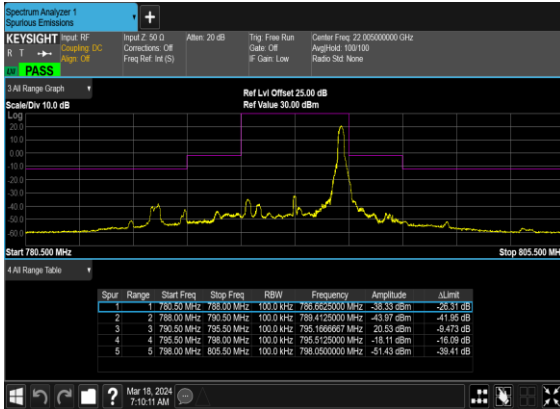 Spectrum Analyzer 1
Spurious Emissions
+
KEYSIGHT Input: RF Input Z: 50 Ω Atten: 20 dB Trig: Free Run Center Freq: 22.005000000 GHz
R T Coupling: DC Corrections: Off Gate: Off Avg|Hold: 100/100
Align: Off Freq Ref: Int (S) IF Gain: Low Radio Std: None
PASS
3 All Range Graph
Scale/Div 10.0 dB Ref Lvl Offset 25.00 dB
Ref Value 30.00 dBm
Log
20.0
10.0
0.00
-10.0
-20.0
-30.0
-40.0
-50.0
-60.0
Start 780.500 MHz Stop 805.500 MHz
4 All Range Table
Spur Range Start Freq Stop Freq RBW Frequency Amplitude ΔLimit
1 1 780.50 MHz 788.00 MHz 100.0 kHz 786.6625000 MHz -38.33 dBm -26.31 dB
2 2 788.00 MHz 790.50 MHz 100.0 kHz 789.4125000 MHz -43.97 dBm -41.95 dB
3 3 790.50 MHz 795.50 MHz 100.0 kHz 795.1666667 MHz 20.53 dBm -9.473 dB
4 4 795.50 MHz 798.00 MHz 100.0 kHz 795.5125000 MHz -18.11 dBm -16.09 dB
5 5 798.00 MHz 805.50 MHz 100.0 kHz 798.0500000 MHz -51.43 dBm -39.41 dB
? Mar 18, 2024
7:10:11 AM